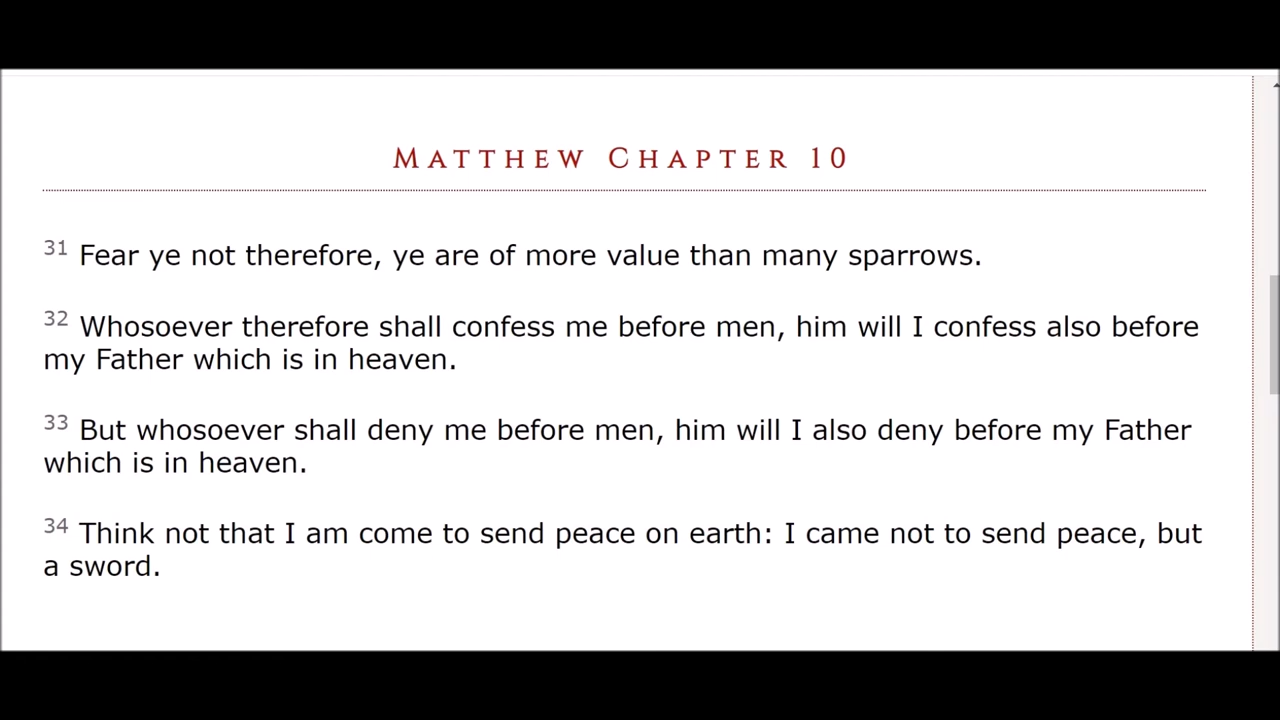 MATTHEW CHAPTER 10
31 Fear ye not therefore, ye are of more value than many sparrows.
32 Whosoever therefore shall confess me before men, him will I confess also before
my Father which is in heaven.
33 But whosoever shall deny me before men, him will I also deny before my Father
which is in heaven.
34 Think not that I am come to send peace on earth: I came not to send peace, but
a sword.